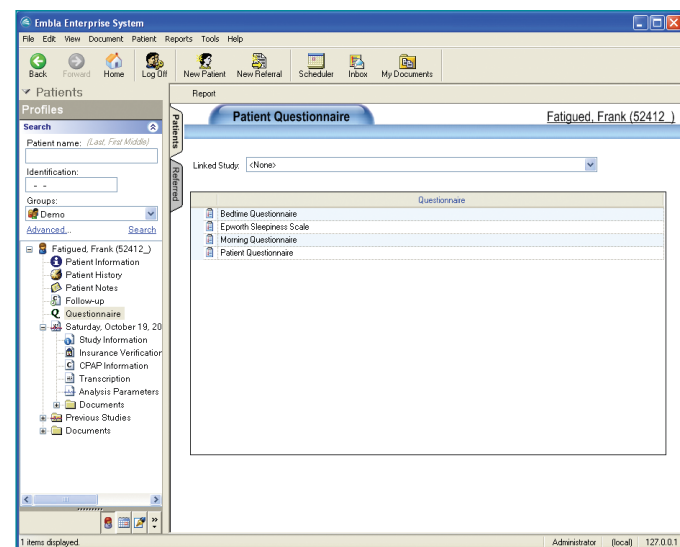 Embla Enterprise System
File Edit View Document Patient Reports Tools Help
Back Forward Home Log Off New Patient New Referral Scheduler Inbox My Documents
Patients
Profiles
Search
Patient name: (Last, First Middle)
Identification:
- -
Groups:
Demo
Advanced... Search
Fatigued, Frank (52412_)
Patient Information
Patient History
Patient Notes
Follow-up
Q Questionnaire
Saturday, October 19, 20
Study Information
Insurance Verification
CPAP Information
Transcription
Analysis Parameters
Documents
Previous Studies
Documents
Patients
Referred
Report
Patient Questionnaire Fatigued, Frank (52412_)
Linked Study: <None>
Questionnaire
Bedtime Questionnaire
Epworth Sleepiness Scale
Morning Questionnaire
Patient Questionnaire
1 items displayed. Administrator (local) 127.0.0.1